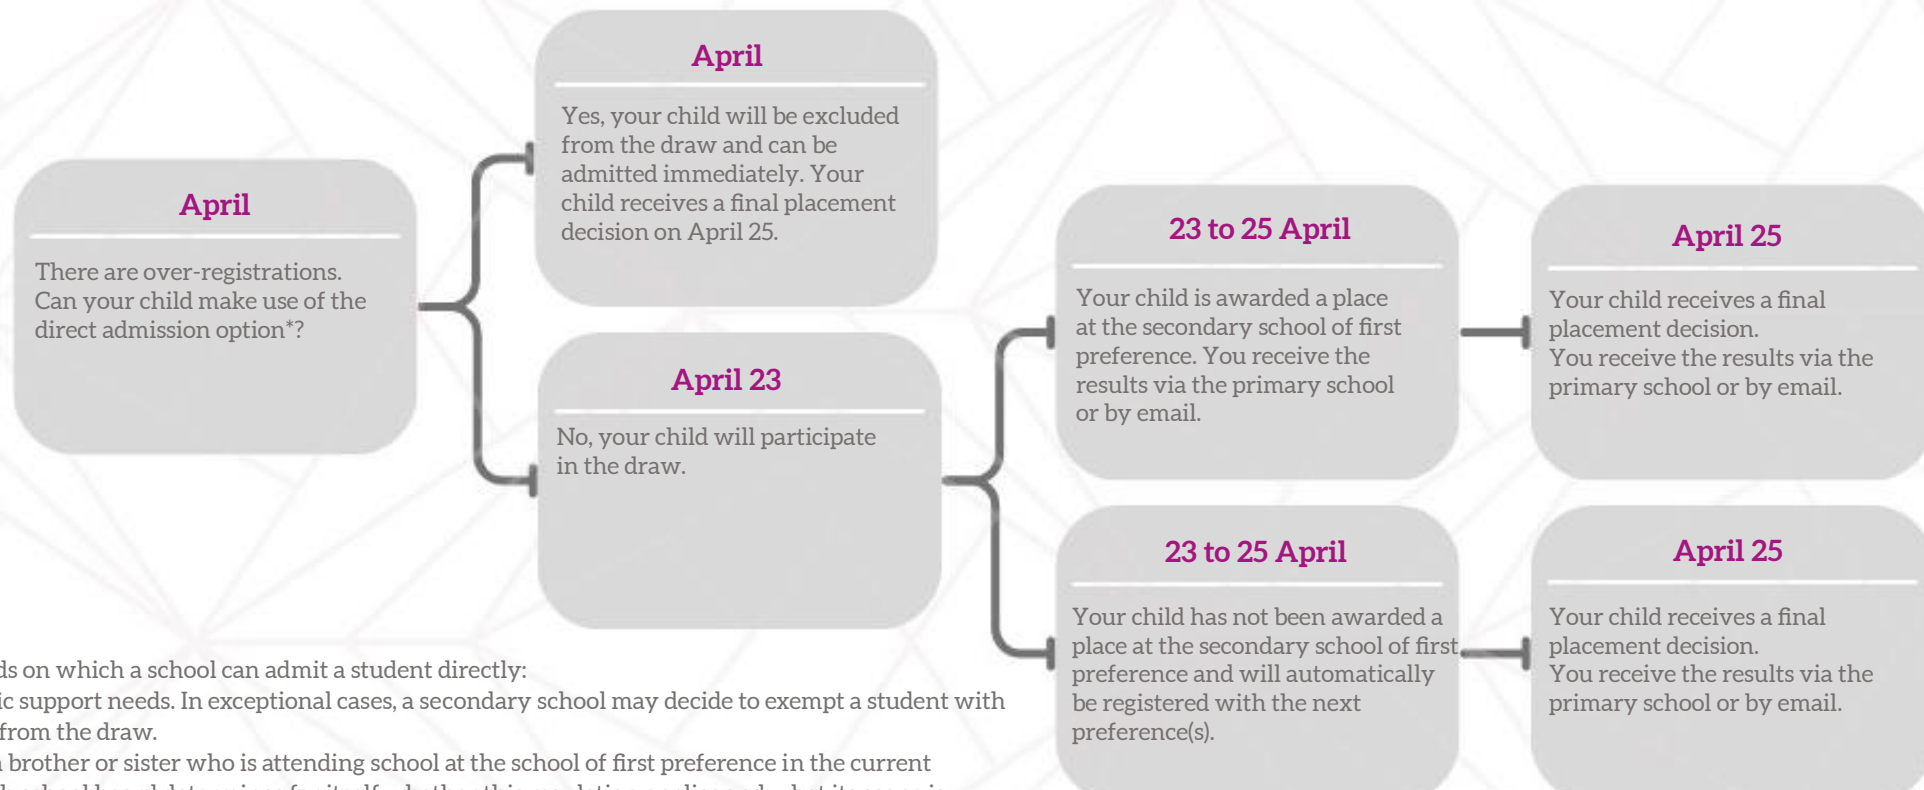 April
There are over-registrations.
Can your child make use of the
direct admission option*?
April
Yes, your child will be excluded
from the draw and can be
admitted immediately. Your
child receives a final placement
decision on April 25.
April 23
No, your child will participate
in the draw.
23 to 25 April
Your child is awarded a place
at the secondary school of first
preference. You receive the
results via the primary school
or by email.
April 25
Your child receives a final
placement decision.
You receive the results via the
primary school or by email.
23 to 25 April
Your child has not been awarded a
place at the secondary school of first
preference and will automatically
be registered with the next
preference(s).
April 25
Your child receives a final
placement decision.
You receive the results via the
primary school or by email.
on which a school can admit a student directly:
support needs. In exceptional cases, a secondary school may decide to exempt a student with
from the draw.
brother or sister who is attending school at the school of first preference in the current